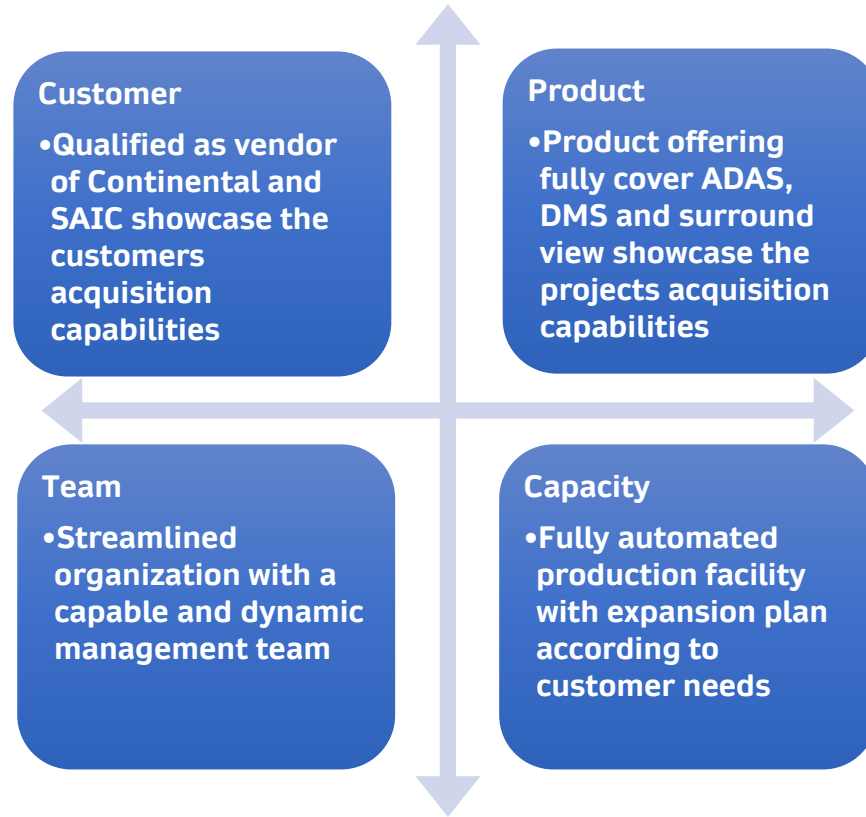 Customer
•Qualified as vendor
of Continental and
SAIC showcase the
customers
acquisition
capabilities
Product
•Product offering
fully cover ADAS,
DMS and surround
view showcase the
projects acquisition
capabilities
Team
•Streamlined
organization with a
capable and dynamic
management team
Capacity
•Fully automated
production facility
with expansion plan
according to
customer needs